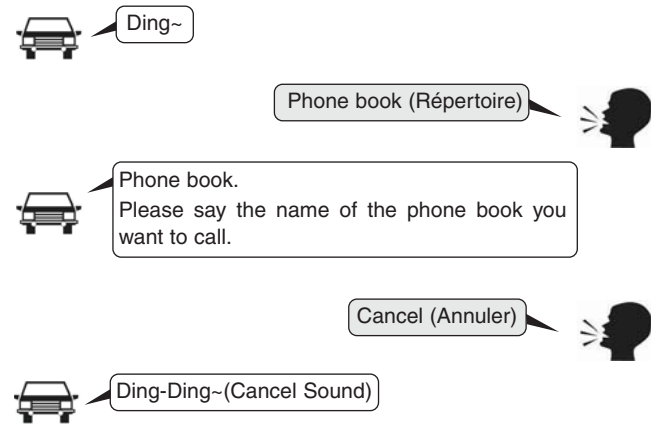 Ding~
Phone book (Répertoire)
Phone book.
Please say the name of the phone book you
want to call.
Cancel (Annuler)
Ding-Ding~(Cancel Sound)